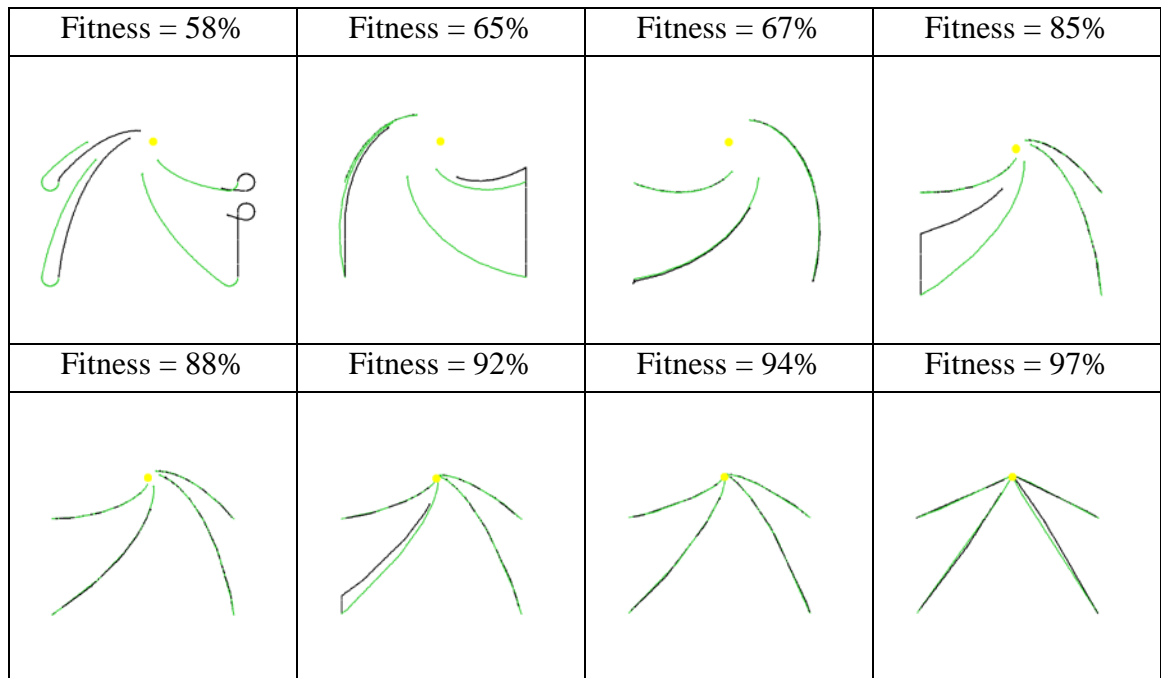 Fitness = 58%
Fitness = 65%
Fitness = 67%
Fitness = 85%
Fitness = 88%
Fitness = 92%
Fitness = 94%
Fitness = 97%